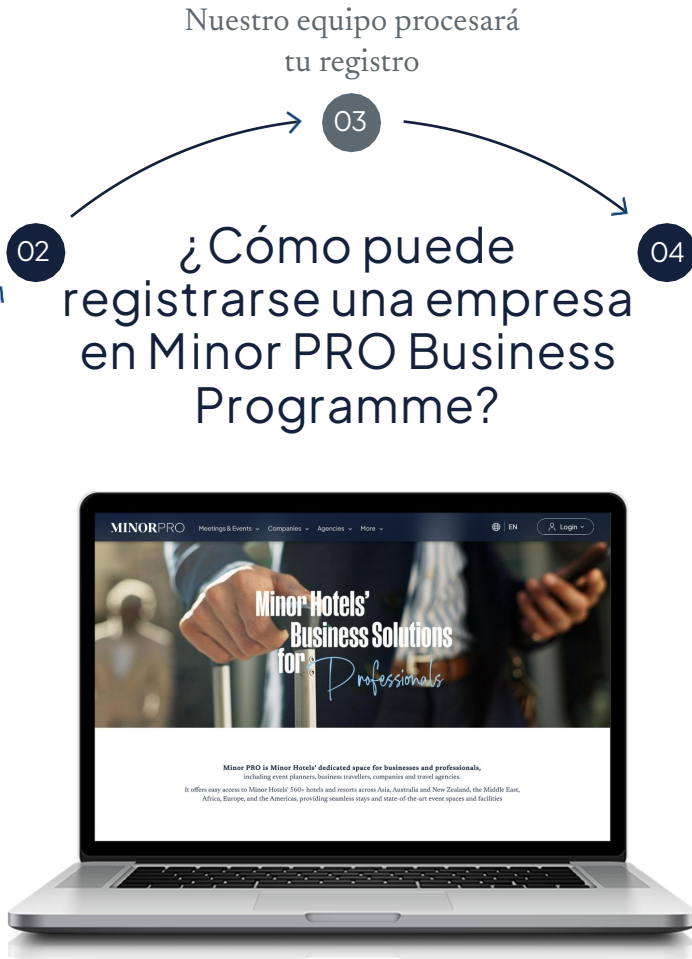 Nuestro equipo procesará
tu registro
03
02
04
¿Cómo puede
registrarse una empresa
en Minor PRO Business
Programme?
MINORPRO Meetings & Events Companies Agencies More EN Login
Minor Hotels'
Business Solutions
for Professionals
Minor PRO is Minor Hotels' dedicated space for businesses and professionals,
including event planners, business travellers, companies and travel agencies.
It offers easy access to Minor Hotels' 560+ hotels and resorts across Asia, Australia and New Zealand, the Middle East,
Africa, Europe, and the Americas, providing seamless stays and state-of-the-art event spaces and facilities